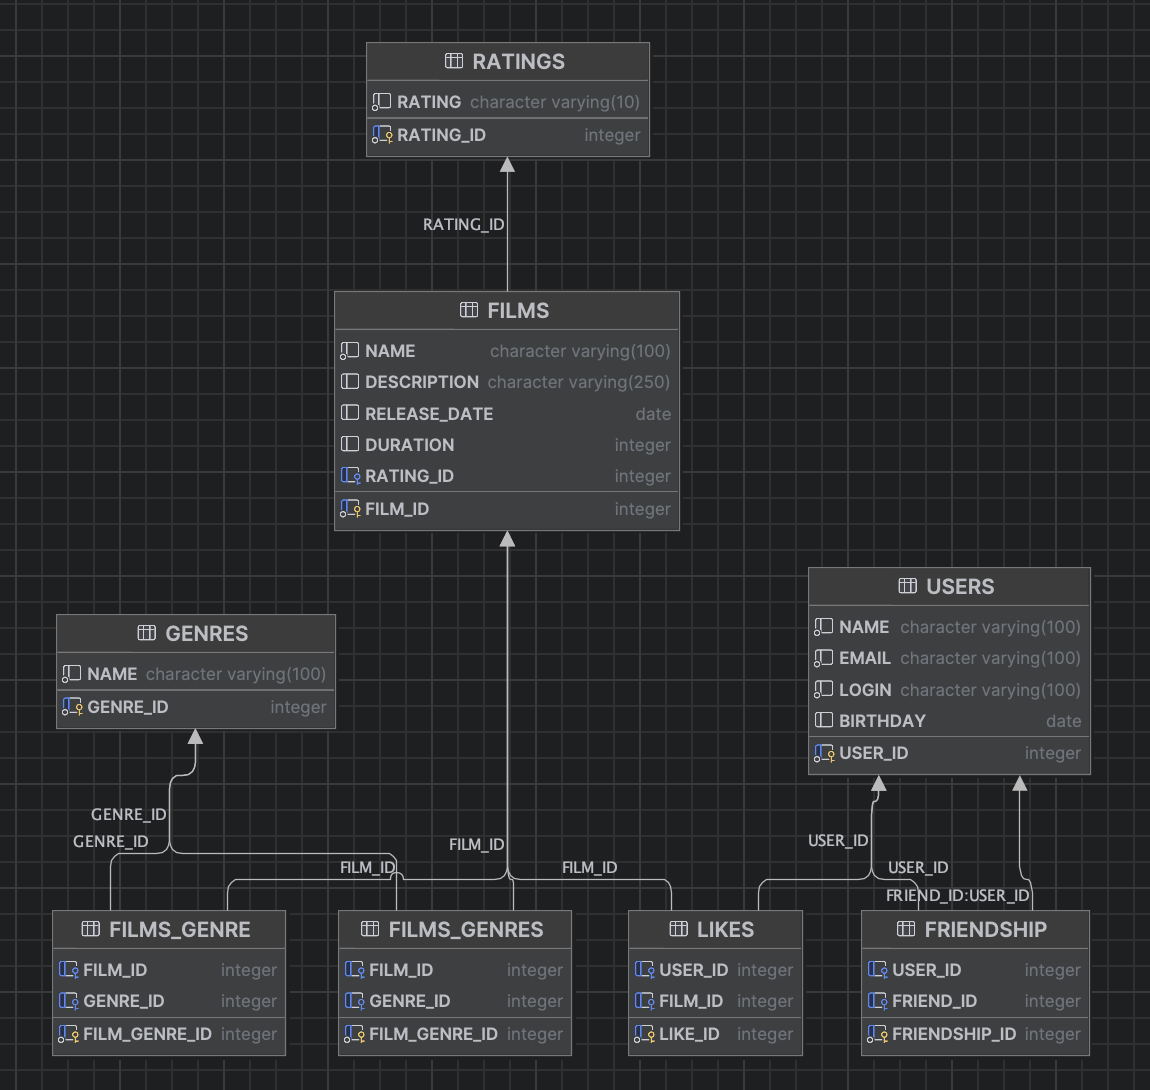 RATINGS
RATING character varying(10)
RATING_ID integer
RATING_ID
FILMS
NAME character varying(100)
DESCRIPTION character varying(250)
RELEASE_DATE date
DURATION integer
RATING_ID integer
FILM_ID integer
GENRES
NAME character varying(100)
GENRE_ID integer
USERS
NAME character varying(100)
EMAIL character varying(100)
LOGIN character varying(100)
BIRTHDAY date
USER_ID integer
GENRE_ID
GENRE_ID
FILM_ID
FILM_ID
FILM_ID
USER_ID
USER_ID
FRIEND_ID:USER_ID
FILMS_GENRE
FILM_ID integer
GENRE_ID integer
FILM_GENRE_ID integer
FILMS_GENRES
FILM_ID integer
GENRE_ID integer
FILM_GENRE_ID integer
LIKES
USER_ID integer
FILM_ID integer
LIKE_ID integer
FRIENDSHIP
USER_ID integer
FRIEND_ID integer
FRIENDSHIP_ID integer